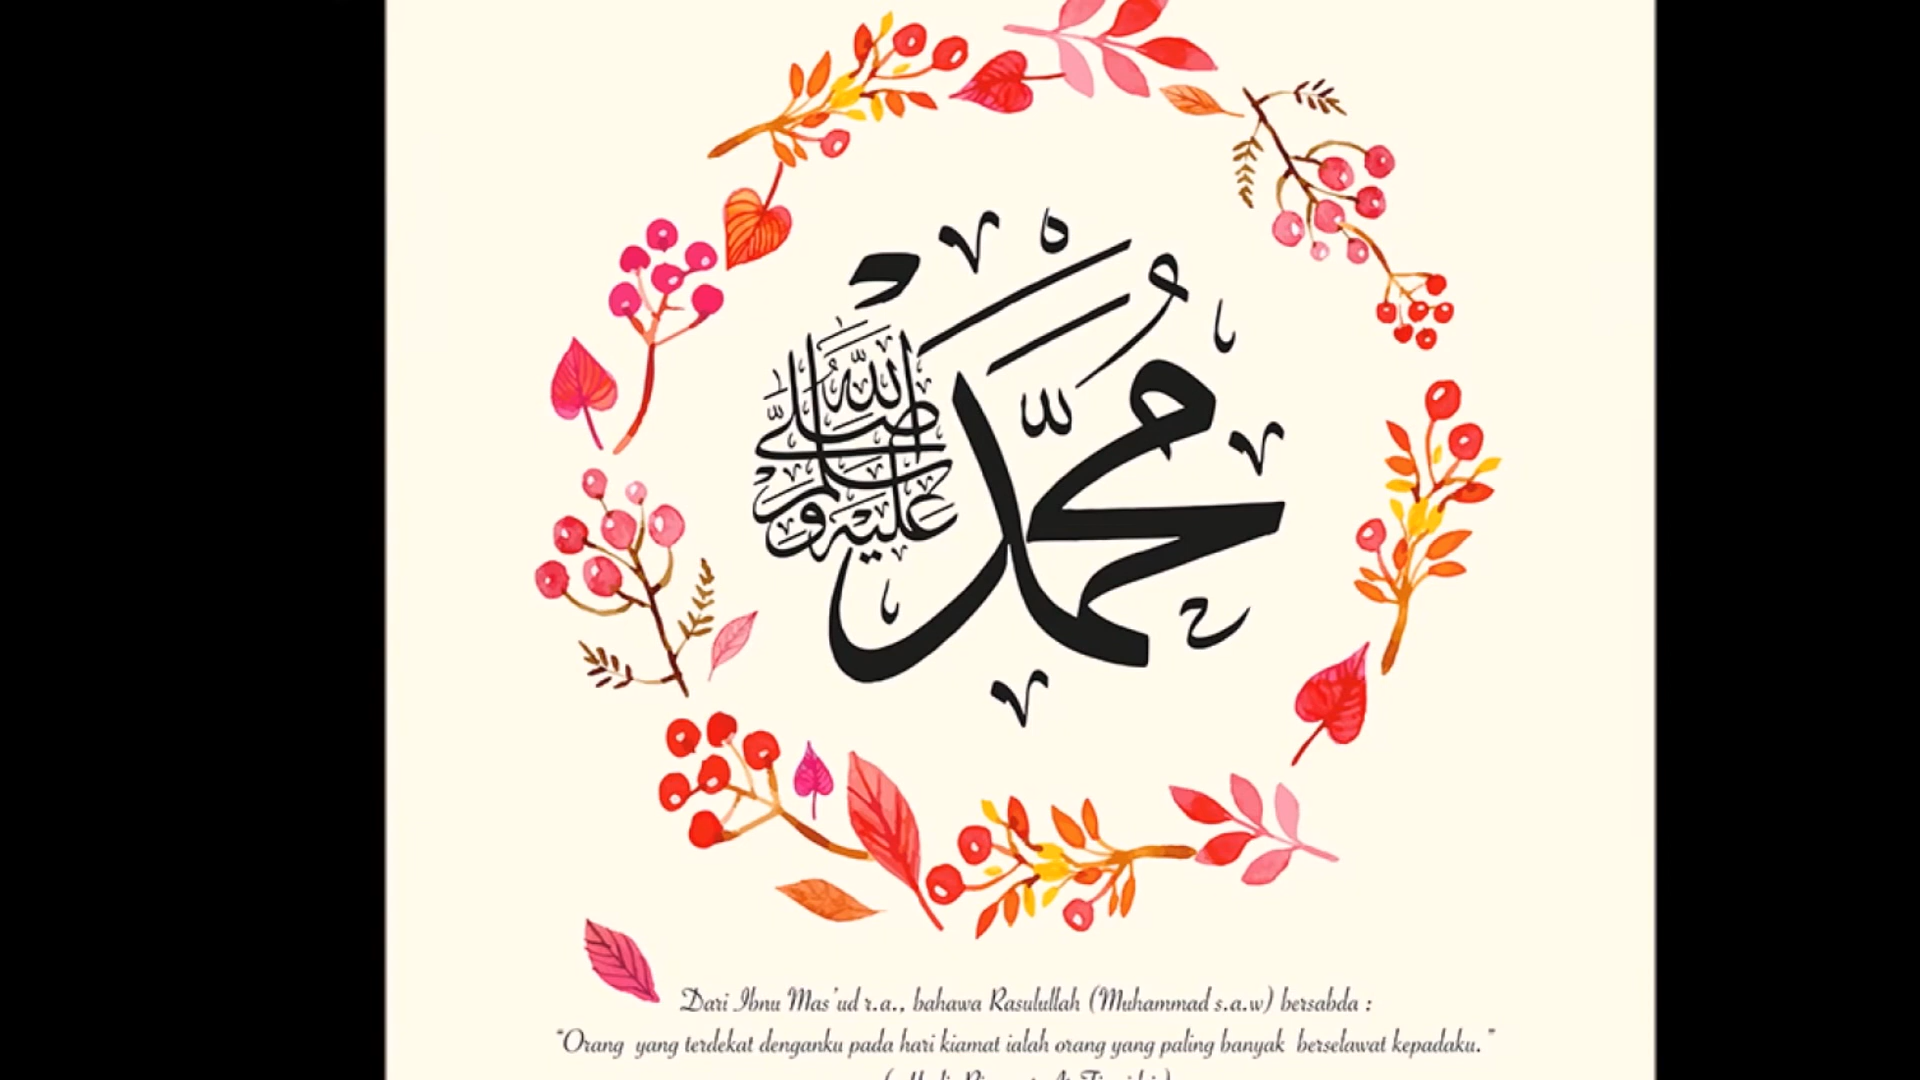 محمد
صلى الله
عليه وسلم
Dari Ibnu Mas'ud r.a., bahawa Rasulullah (Muhammad s.a.w) bersabda :
“Orang yang terdekat denganku pada hari kiamat ialah orang yang paling banyak berselawat kepadaku.”